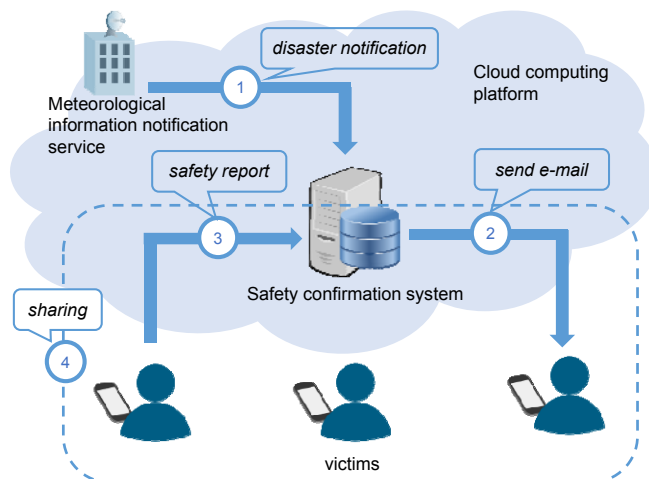 disaster notification
1
Cloud computing
platform
Meteorological
information notification
service
safety report
send e-mail
3
2
Safety confirmation system
sharing
4
victims